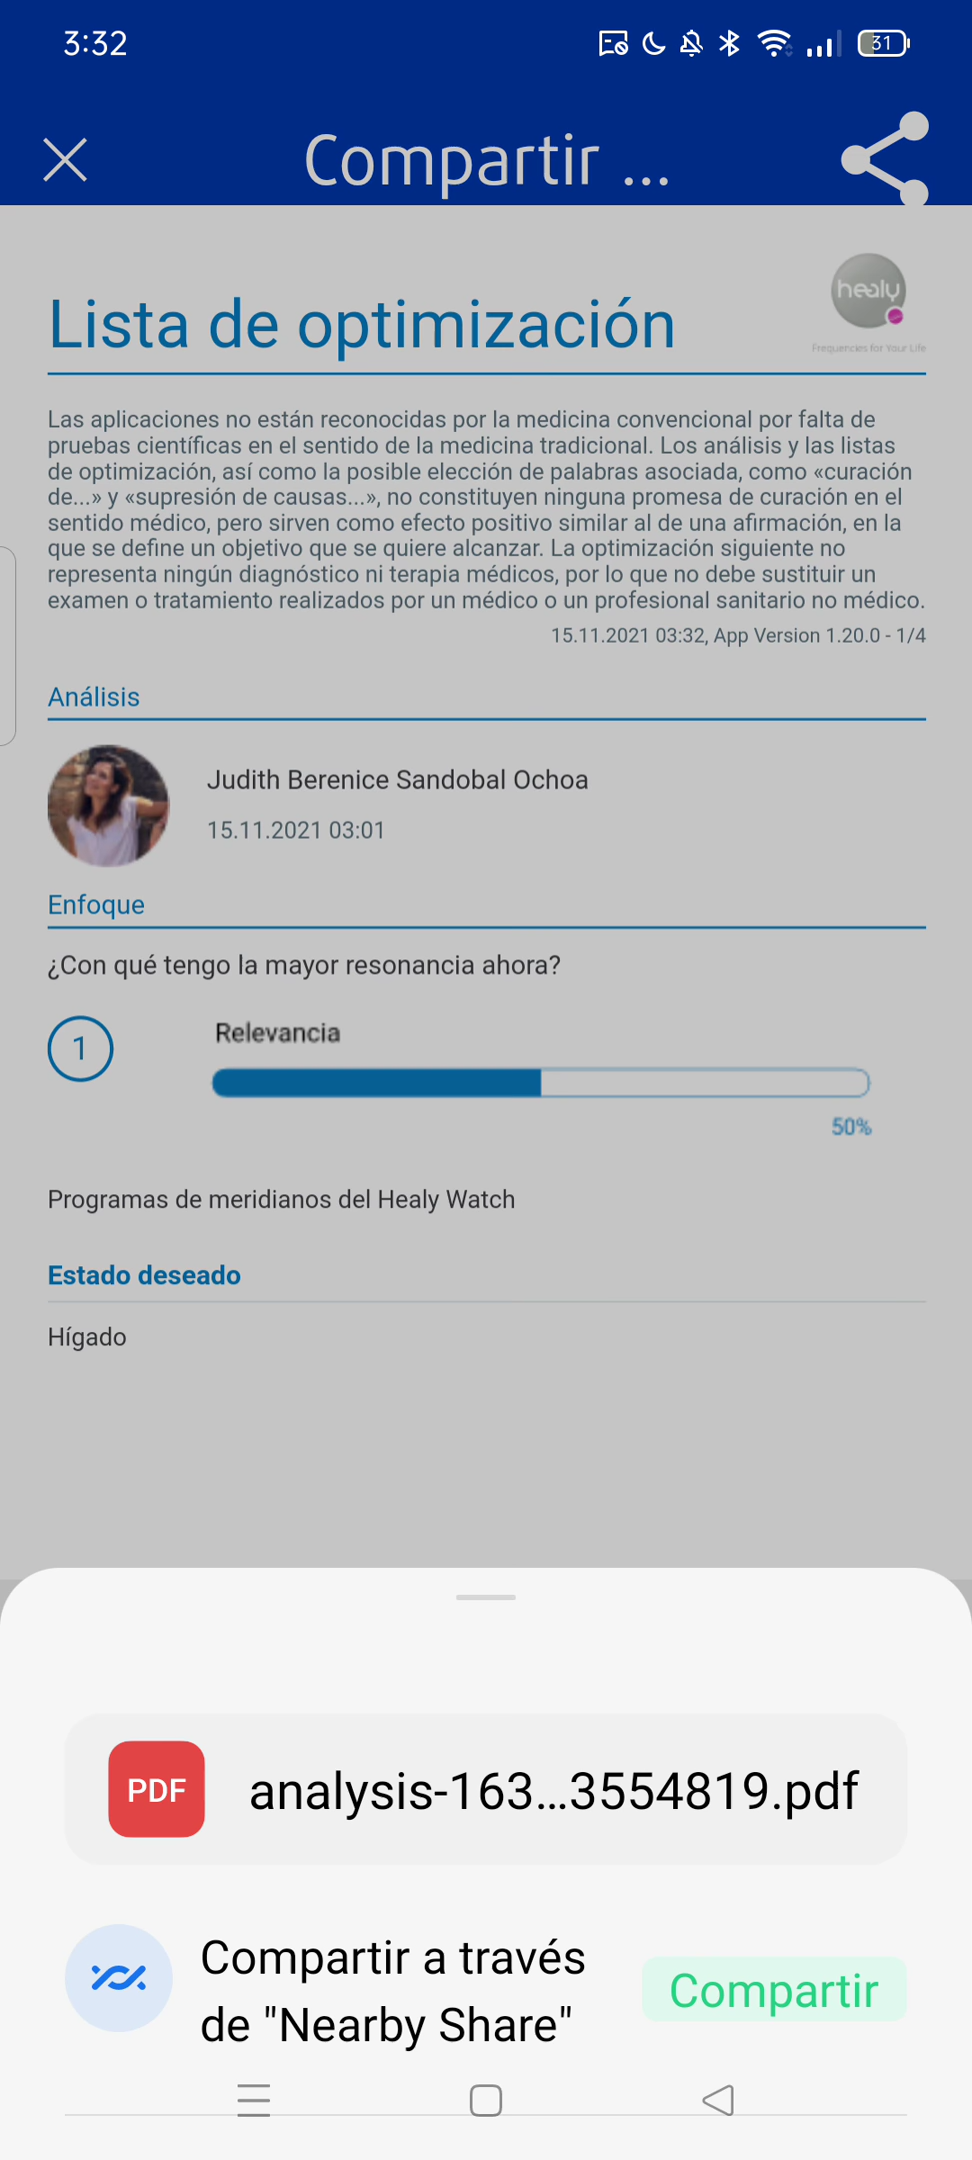 3:32
31
Compartir ...
healy
Frequencies for Your Life
Lista de optimización
Las aplicaciones no están reconocidas por la medicina convencional por falta de
pruebas científicas en el sentido de la medicina tradicional. Los análisis y las listas
de optimización, así como la posible elección de palabras asociada, como «curación
de...» y «supresión de causas...», no constituyen ninguna promesa de curación en el
sentido médico, pero sirven como efecto positivo similar al de una afirmación, en la
que se define un objetivo que se quiere alcanzar. La optimización siguiente no
representa ningún diagnóstico ni terapia médicos, por lo que no debe sustituir un
examen o tratamiento realizados por un médico o un profesional sanitario no médico.
15.11.2021 03:32, App Version 1.20.0 - 1/4
Análisis
Judith Berenice Sandobal Ochoa
15.11.2021 03:01
Enfoque
¿Con qué tengo la mayor resonancia ahora?
1
Relevancia
50%
Programas de meridianos del Healy Watch
Estado deseado
Hígado
PDF
analysis-163...3554819.pdf
Compartir a través
de "Nearby Share"
Compartir